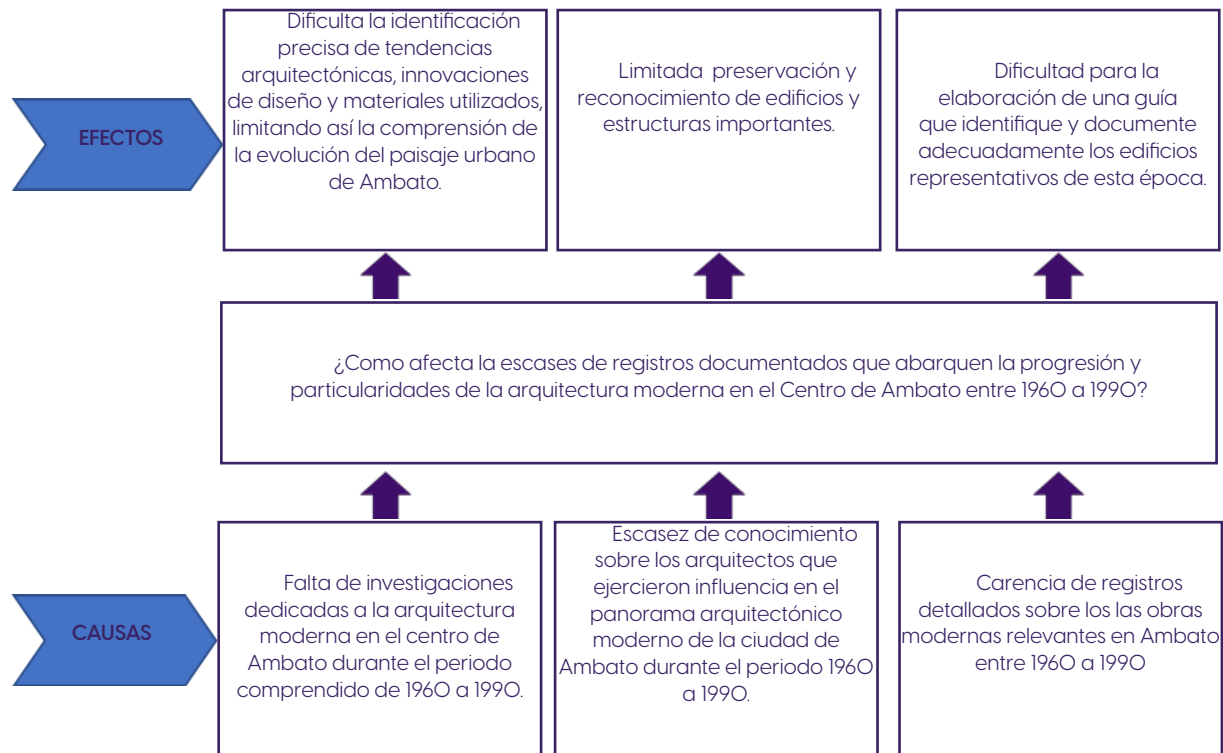 Dificulta la identificación
precisa de tendencias
arquitectónicas, innovaciones
de diseño y materiales utilizados,
limitando así la comprensión de
la evolución del paisaje urbano
de Ambato.
Limitada preservación y
reconocimiento de edificios y
estructuras importantes.
Dificultad para la
elaboración de una guía
que identifique y documente
adecuadamente los edificios
representativos de esta época.
EFECTOS
¿Como afecta la escases de registros documentados que abarquen la progresión y
particularidades de la arquitectura moderna en el Centro de Ambato entre 1960 a 1990?
Falta de investigaciones
dedicadas a la arquitectura
moderna en el centro de
Ambato durante el periodo
comprendido de 1960 a 1990.
Escasez de conocimiento
sobre los arquitectos que
ejercieron influencia en el
panorama arquitectónico
moderno de la ciudad de
Ambato durante el periodo 1960
a 1990.
Carencia de registros
detallados sobre los las obras
modernas relevantes en Ambato
entre 1960 a 1990
CAUSAS